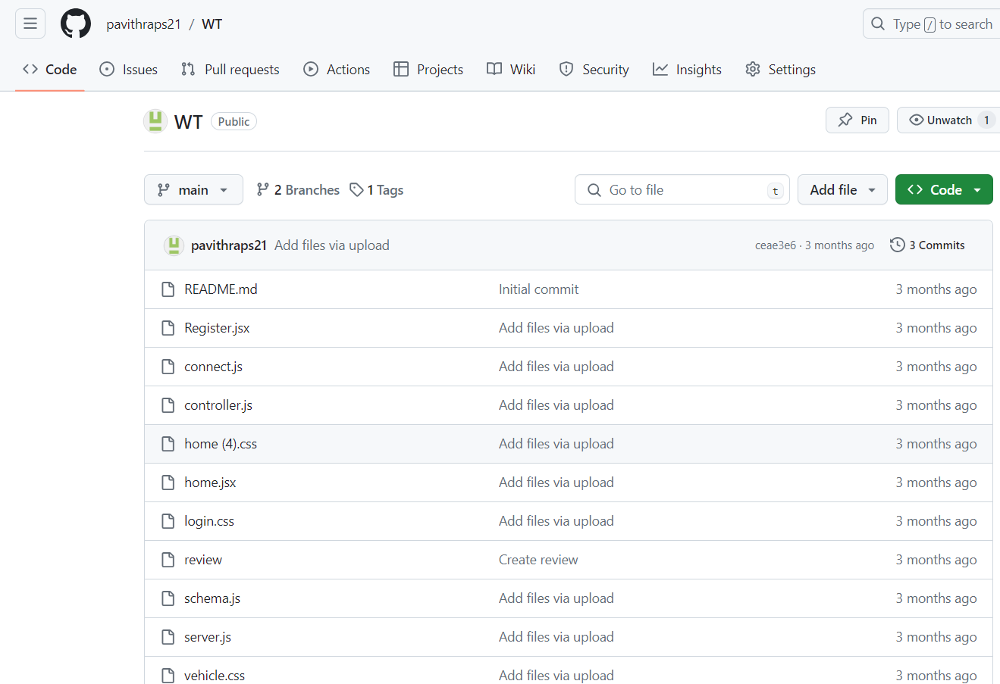 pavithraps21 / WT
Type / to search
Code Issues Pull requests Actions Projects Wiki Security Insights Settings
WT Public
Pin Unwatch 1
main 2 Branches 1 Tags
Go to file t Add file Code
pavithraps21 Add files via upload ceae3e6 · 3 months ago 3 Commits
README.md Initial commit 3 months ago
Register.jsx Add files via upload 3 months ago
connect.js Add files via upload 3 months ago
controller.js Add files via upload 3 months ago
home (4).css Add files via upload 3 months ago
home.jsx Add files via upload 3 months ago
login.css Add files via upload 3 months ago
review Create review 3 months ago
schema.js Add files via upload 3 months ago
server.js Add files via upload 3 months ago
vehicle.css Add files via upload 3 months ago